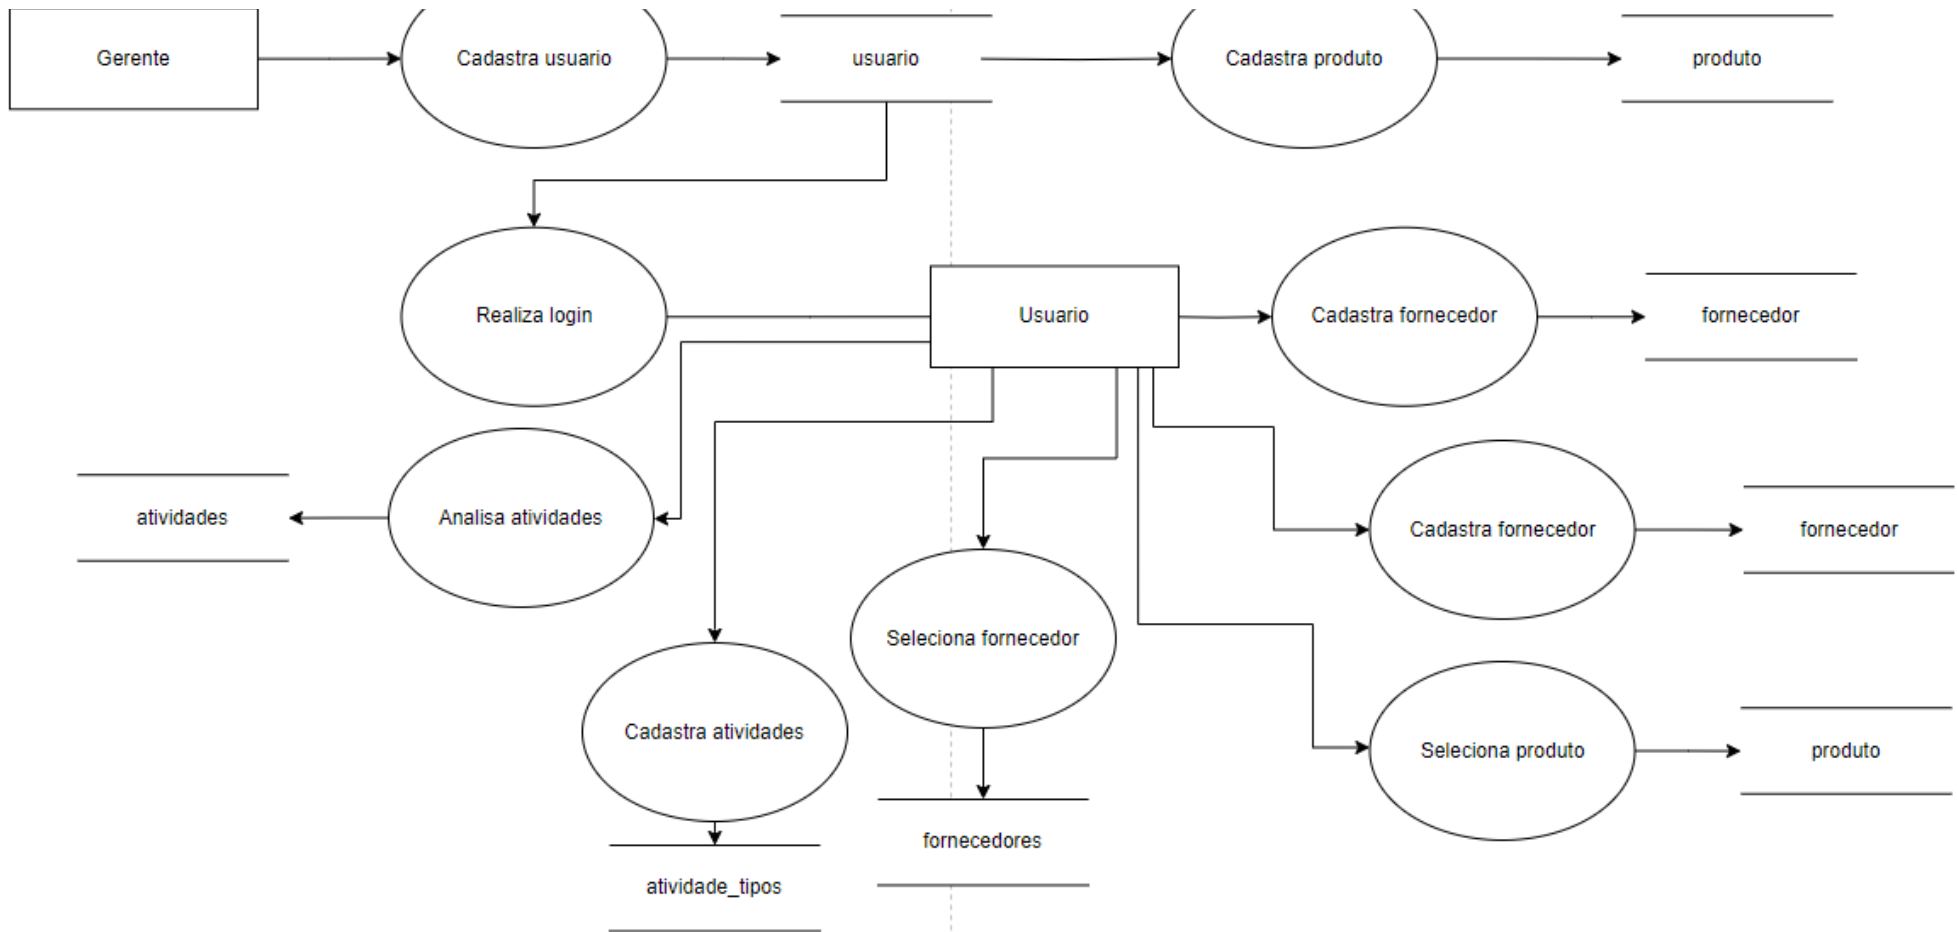 Gerente
Cadastra usuario
usuario
Cadastra produto
produto
Realiza login
Usuario
Cadastra fornecedor
fornecedor
atividades
Analisa atividades
Cadastra fornecedor
fornecedor
Seleciona fornecedor
Cadastra atividades
Seleciona produto
produto
fornecedores
atividade_tipos